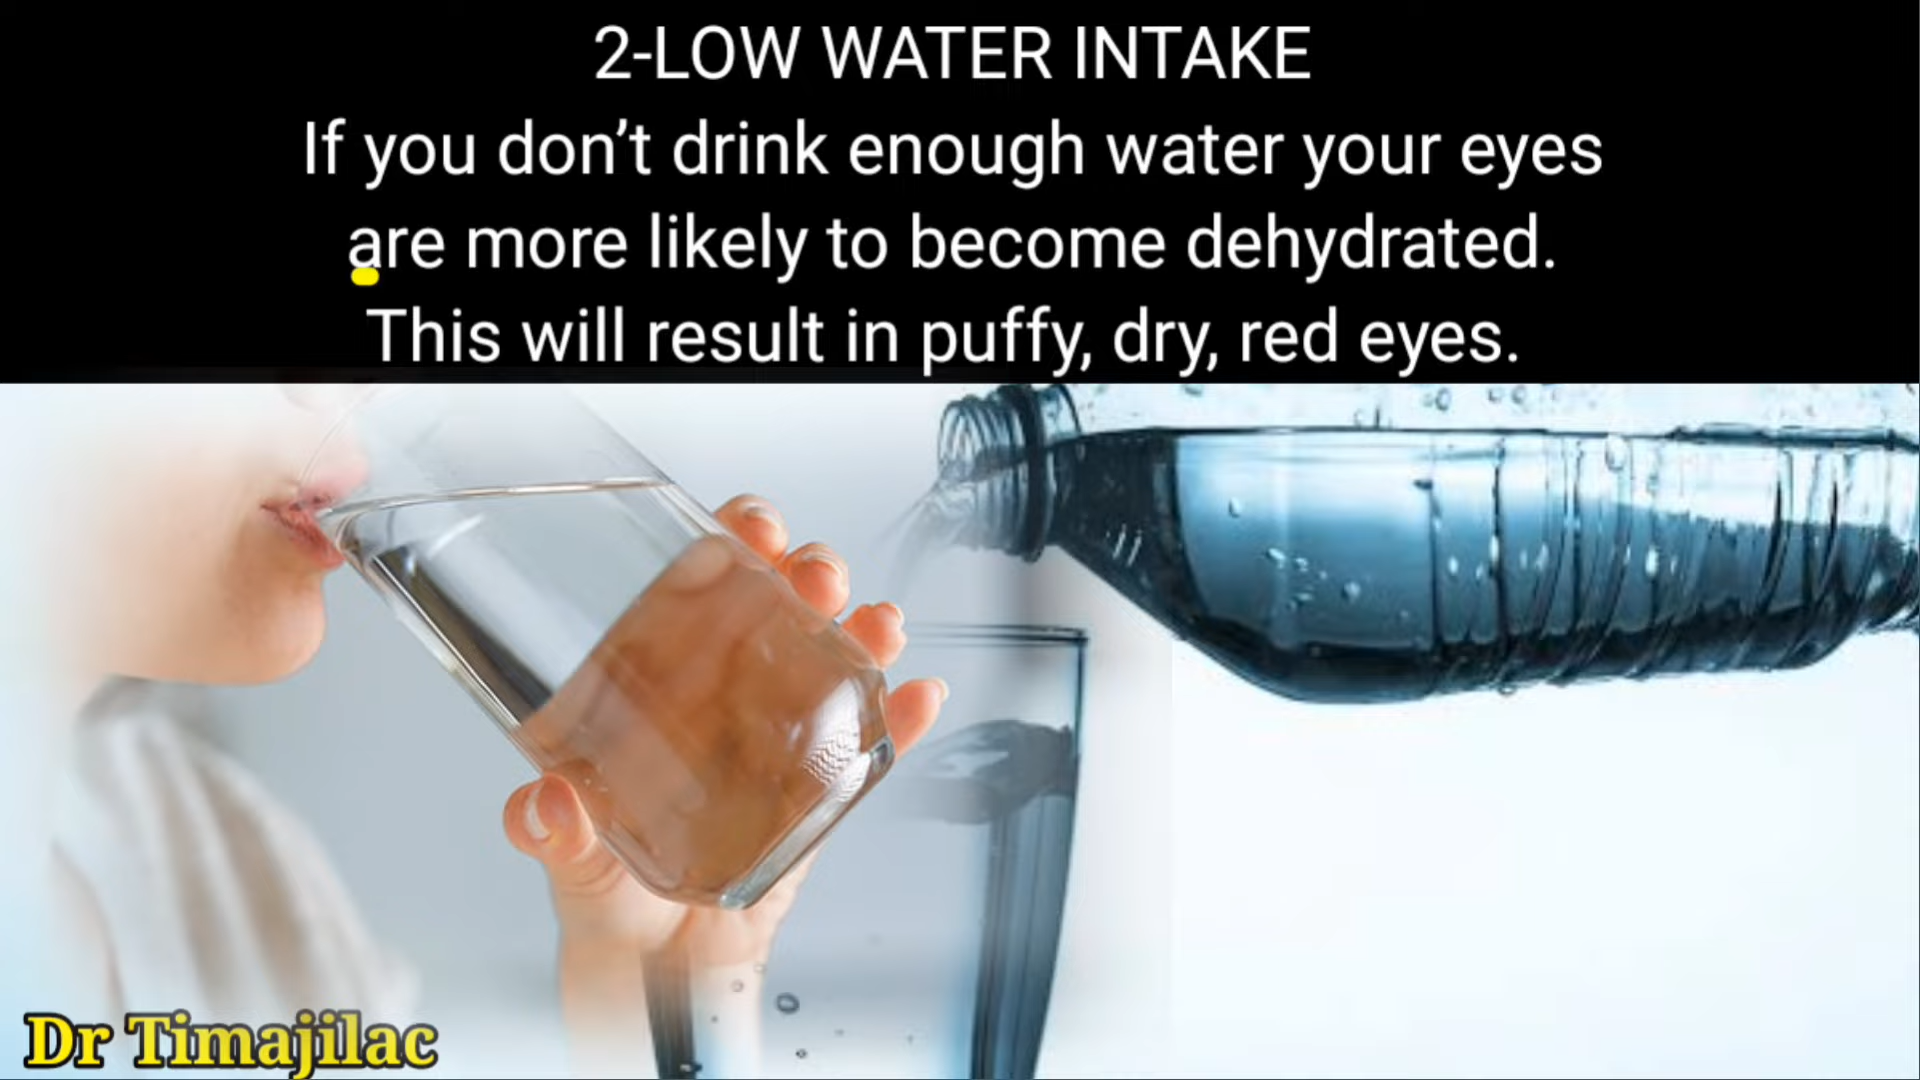 2-LOW WATER INTAKE
If you don’t drink enough water your eyes
are more likely to become dehydrated.
This will result in puffy, dry, red eyes.
Dr Timajilac